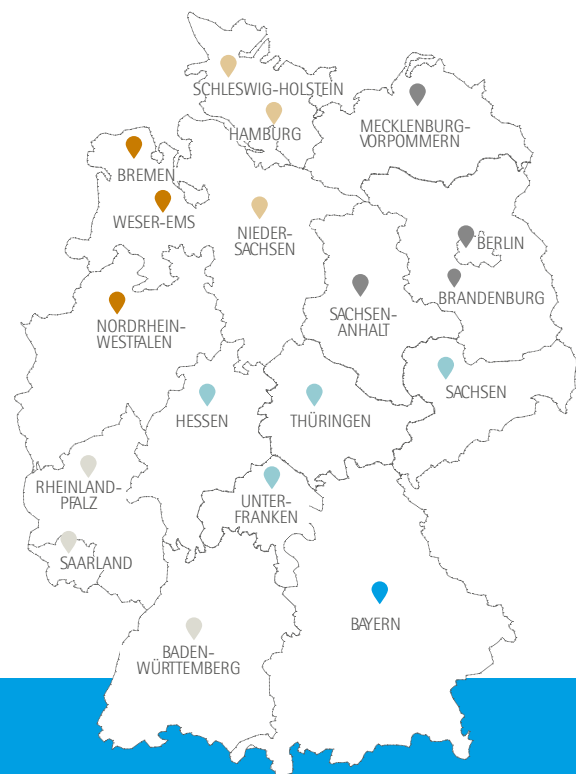 SCHLESWIG-HOLSTEIN
HAMBURG
MECKLENBURG-
VORPOMMERN
BREMEN
WESER-EMS
NIEDER-
SACHSEN
BERLIN
BRANDENBURG
SACHSEN-
ANHALT
NORDRHEIN-
WESTFALEN
SACHSEN
HESSEN
THÜRINGEN
RHEINLAND-
PFALZ
UNTER-
FRANKEN
SAARLAND
BAYERN
BADEN-
WÜRTTEMBERG